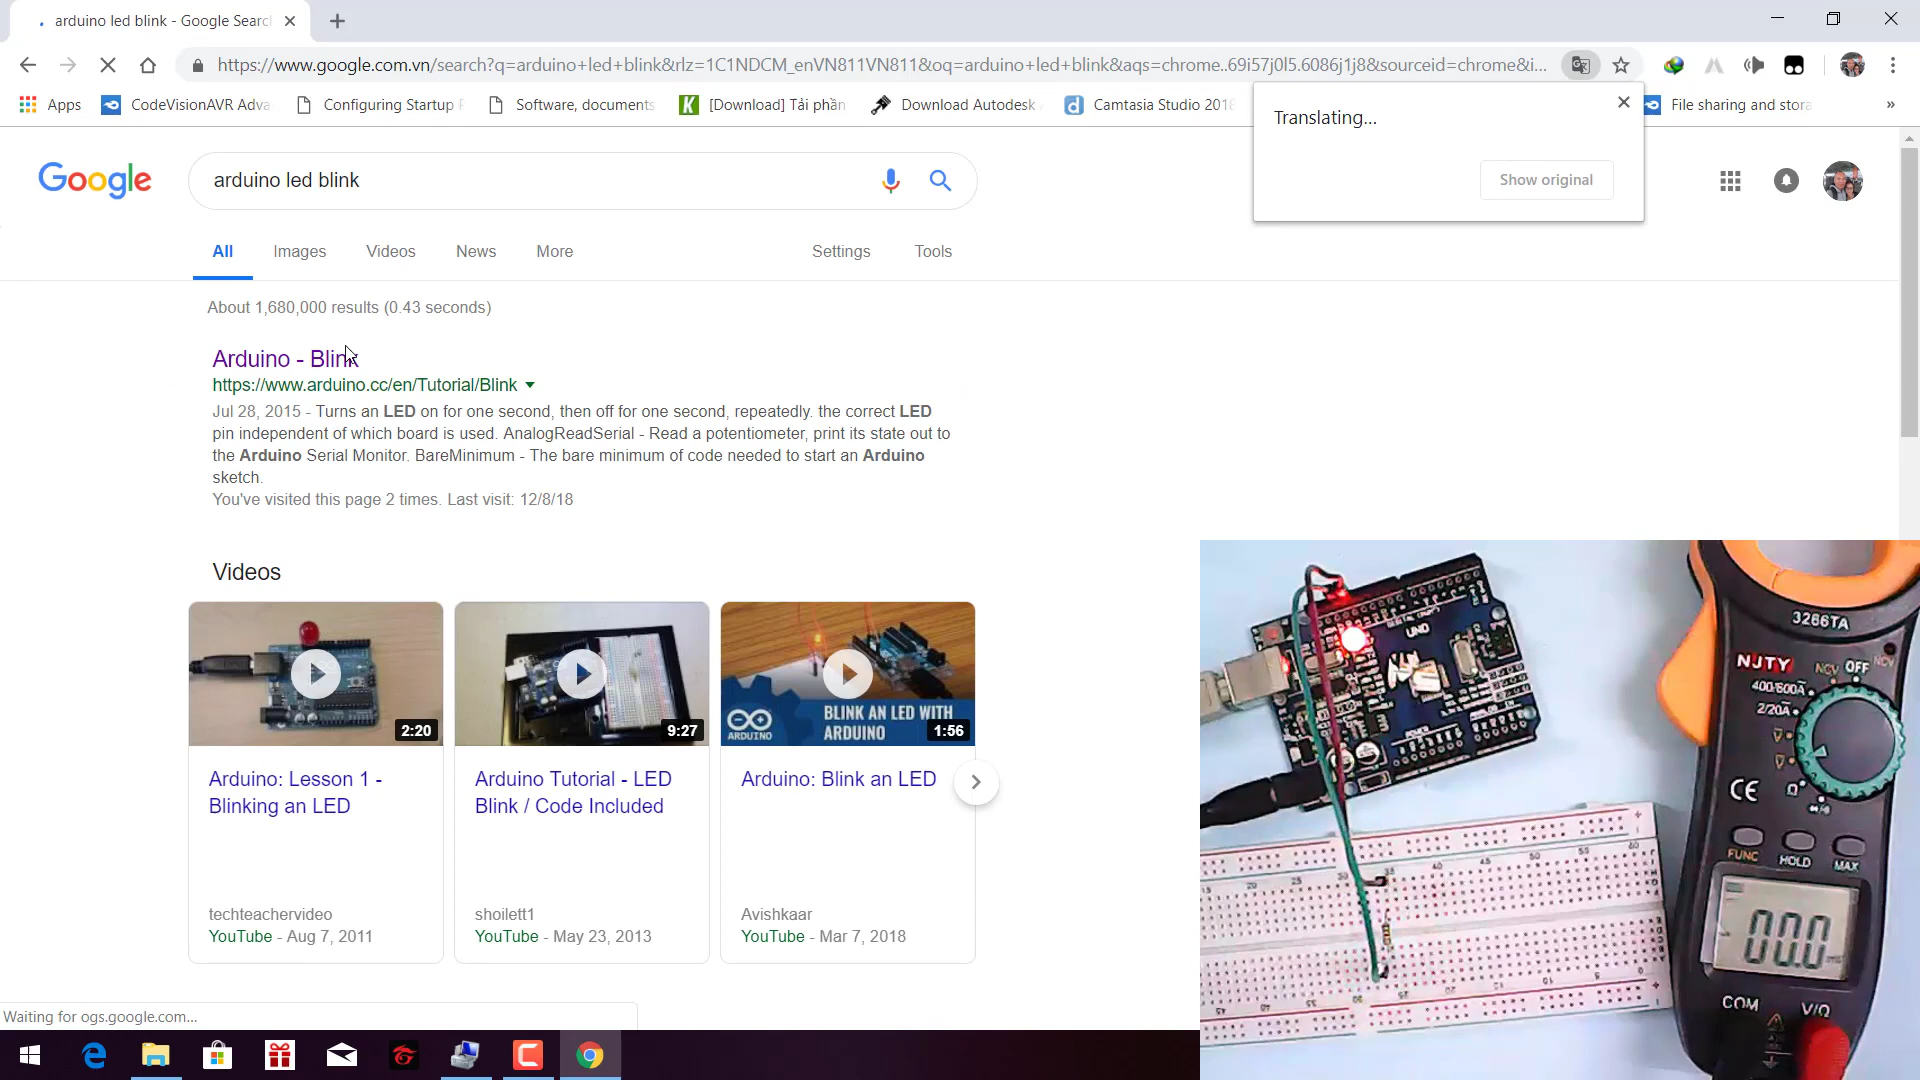 arduino led blink - Google Searc
https://www.google.com.vn/search?q=arduino+led+blink&rlz=1C1NDCM_enVN811VN811&oq=arduino+led+blink&aqs=chrome..69i57j0l5.6086j1j8&sourceid=chrome&i...
Apps
CodeVisionAVR Adva
Configuring Startup
Software, documents
[Download] Tải phần
Download Autodesk
Camtasia Studio 2018
File sharing and stora
»
Translating...
Show original
Google
arduino led blink
All
Images
Videos
News
More
Settings
Tools
About 1,680,000 results (0.43 seconds)
Arduino - Blink
https://www.arduino.cc/en/Tutorial/Blink
Jul 28, 2015 - Turns an LED on for one second, then off for one second, repeatedly. the correct LED
pin independent of which board is used. AnalogReadSerial - Read a potentiometer, print its state out to
the Arduino Serial Monitor. BareMinimum - The bare minimum of code needed to start an Arduino
sketch.
You've visited this page 2 times. Last visit: 12/8/18
Videos
2:20
9:27
ARDUINO
BLINK AN LED WITH
ARDUINO
1:56
Arduino: Lesson 1 -
Blinking an LED
techteachervideo
YouTube - Aug 7, 2011
Arduino Tutorial - LED
Blink / Code Included
shoilett1
YouTube - May 23, 2013
Arduino: Blink an LED
Avishkaar
YouTube - Mar 7, 2018
Waiting for ogs.google.com...
UNO
3266TA
NJTY
NCV
OFF
NCV
400/600A
2/20A
CE
Ω
FUNC
HOLD
MAX
00.0
COM
V/Ω